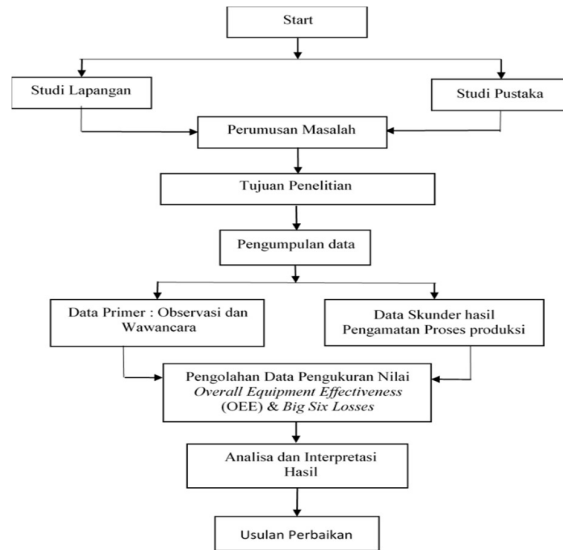 Start
Studi Lapangan
Studi Pustaka
Perumusan Masalah
Tujuan Penelitian
Pengumpulan data
Data Primer : Observasi dan
Wawancara
Data Skunder hasil
Pengamatan Proses produksi
Pengolahan Data Pengukuran Nilai
Overall Equipment Effectiveness
(OEE) & Big Six Losses
Analisa dan Interpretasi
Hasil
Usulan Perbaikan